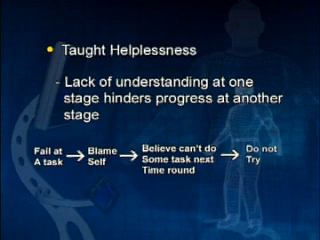 • Taught Helplessness
- Lack of understanding at one
stage hinders progress at another
stage
Fail at
A task → Blame
Self → Believe can't do
Some task next
Time round → Do not
Try